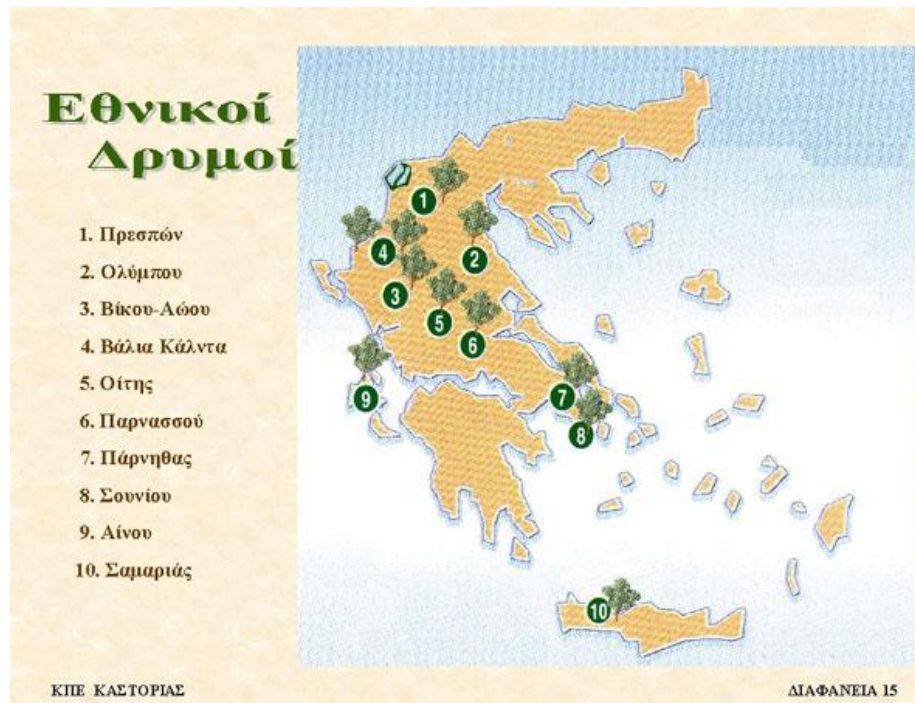 Εθνικοί
Δρυμοί
1. Πρεσπών
2. Ολύμπου
3. Βίκου-Αώου
4. Βάλια Κάλντα
5. Οίτης
6. Παρνασσού
7. Πάρνηθας
8. Σουνίου
9. Αίνου
10. Σαμαριάς
1
4
2
3
5
6
9
7
8
10
ΚΠΕ ΚΑΣΤΟΡΙΑΣ
ΔΙΑΦΑΝΕΙΑ 15